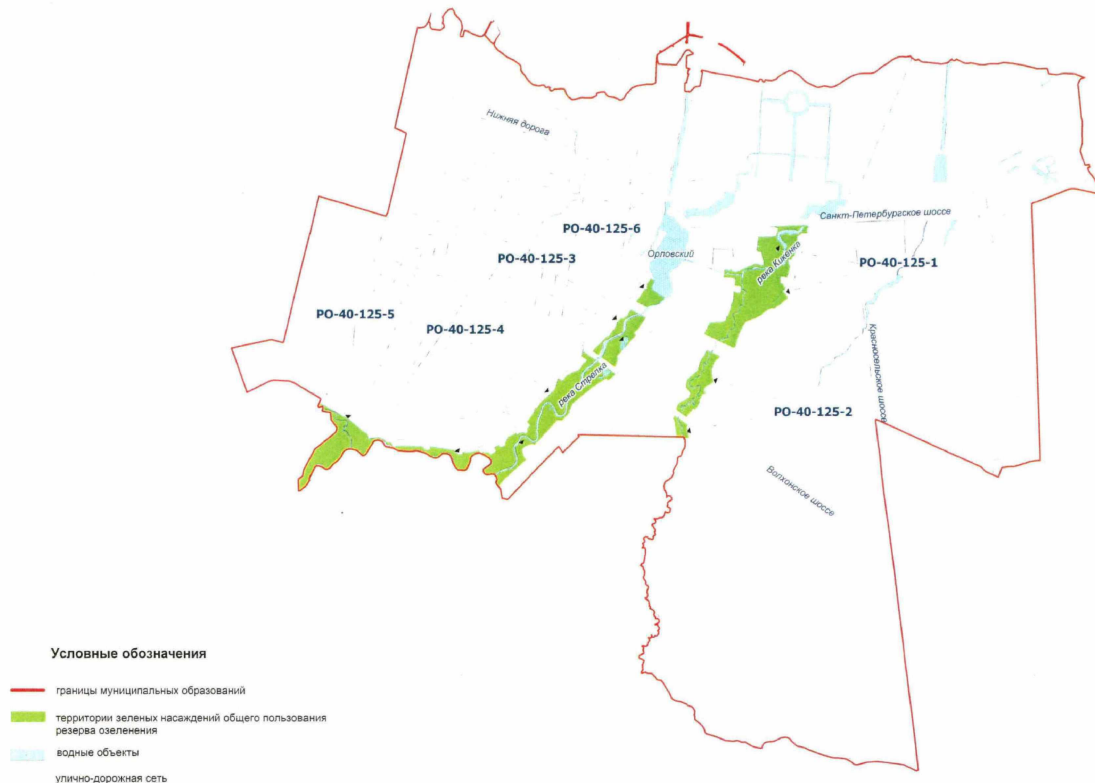 Нижняя дорога
Санкт-Петербургское шоссе
РО-40-125-6
Орловский
река Кикенка
РО-40-125-3
РО-40-125-1
РО-40-125-5
РО-40-125-4
Красносельское шоссе
река Стрелка
РО-40-125-2
Волхонское шоссе
Условные обозначения
границы муниципальных образований
территории зеленых насаждений общего пользования
резерва озеленения
водные объекты
улично-дорожная сеть